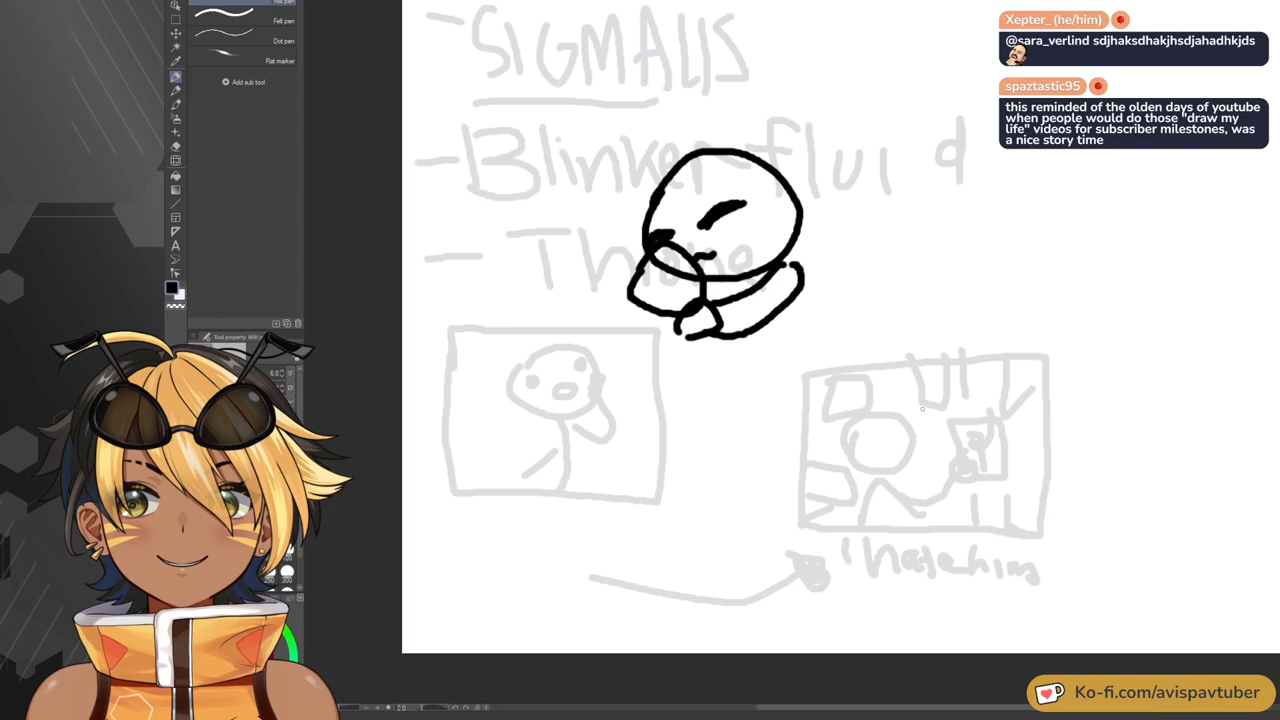 Felt pen
Dot pen
Flat marker
Add sub tool
- SIGMALIS
- Blinker-fluid
Xepter_ (he/him)
@sara_verlind sdjhaksdhakjhsdjahadhkjds
spaztastic95
this reminded of the olden days of youtube
when people would do those "draw my
life" videos for subscriber milestones, was
a nice story time
Ko-fi.com/avispavtuber